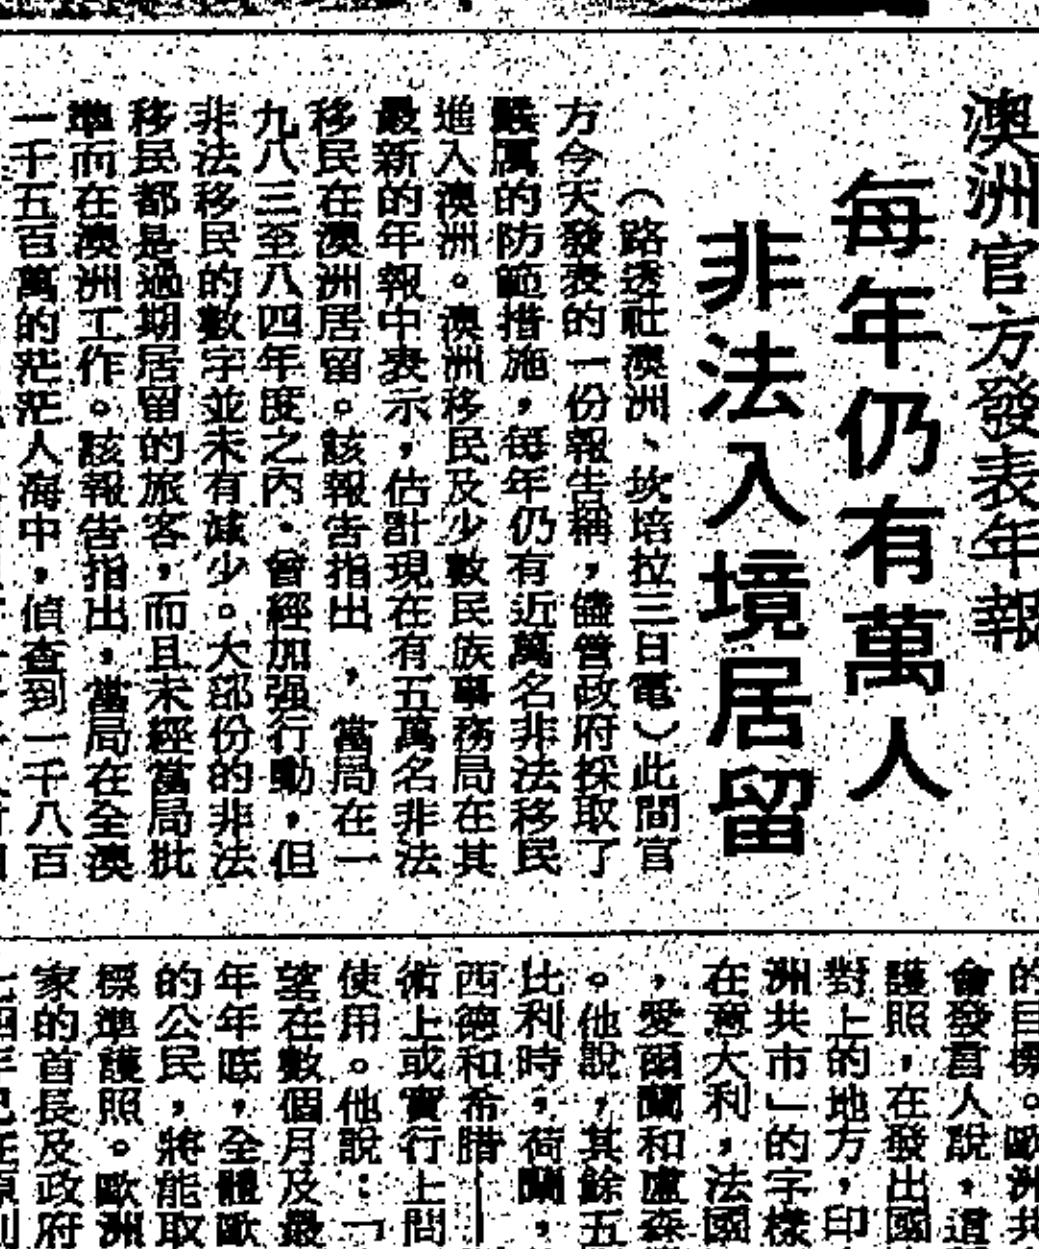 澳洲官方發表年報
每年仍有萬人
非法入境居留
（路透社澳洲、坎培拉三日電）此間官
方今天發表的一份報告稱，儘管政府採取了
嚴厲的防範措施，每年仍有近萬名非法移民
進入澳洲。澳洲移民及少數民族事務局在其
最新的年報中表示，估計現在有五萬名非法
移民在澳洲居留。該報告指出，當局在一
九八三至八四年度之內，曾經加强行動，但
非法移民的數字並未有減少。大部份的非法
移民都是過期居留的旅客，而且未經當局批
準而在澳洲工作。該報告指出，當局在全澳
一千五百萬的茫茫人海中，偵查到一千八百
的目標。歐洲共
會發言人說，這
護照，在發出國
對上的地方，印
洲共市」的字樣
在意大利，法國
，愛爾蘭和盧森
。他說，其餘五
比利時，荷蘭，
西德和希腊
術上或實行上問
使用。他說：一
望在數個月及最
年年底，全體歐
的公民，將能取
標準護照。歐洲
家的首長及政府